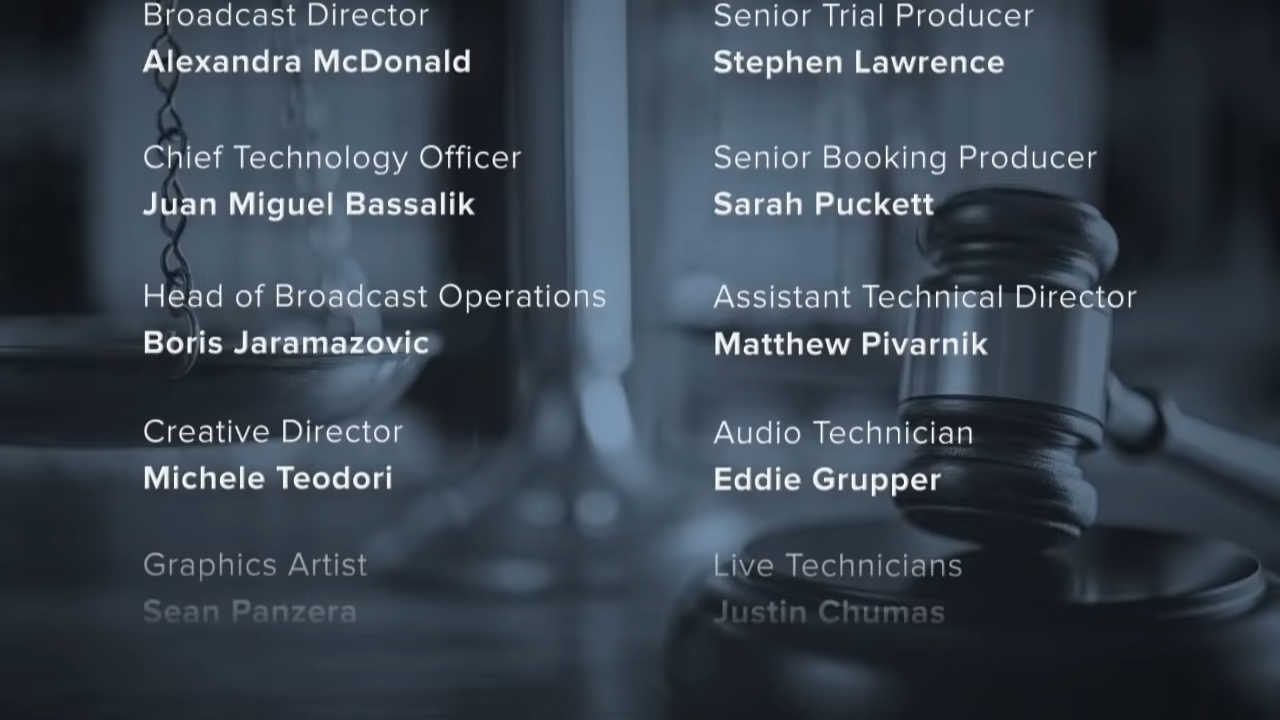 Broadcast Director
Alexandra McDonald
Chief Technology Officer
Juan Miguel Bassalik
Head of Broadcast Operations
Boris Jaramazovic
Creative Director
Michele Teodori
Graphics Artist
Sean Panzera
Senior Trial Producer
Stephen Lawrence
Senior Booking Producer
Sarah Puckett
Assistant Technical Director
Matthew Pivarnik
Audio Technician
Eddie Grupper
Live Technicians
Justin Chumas